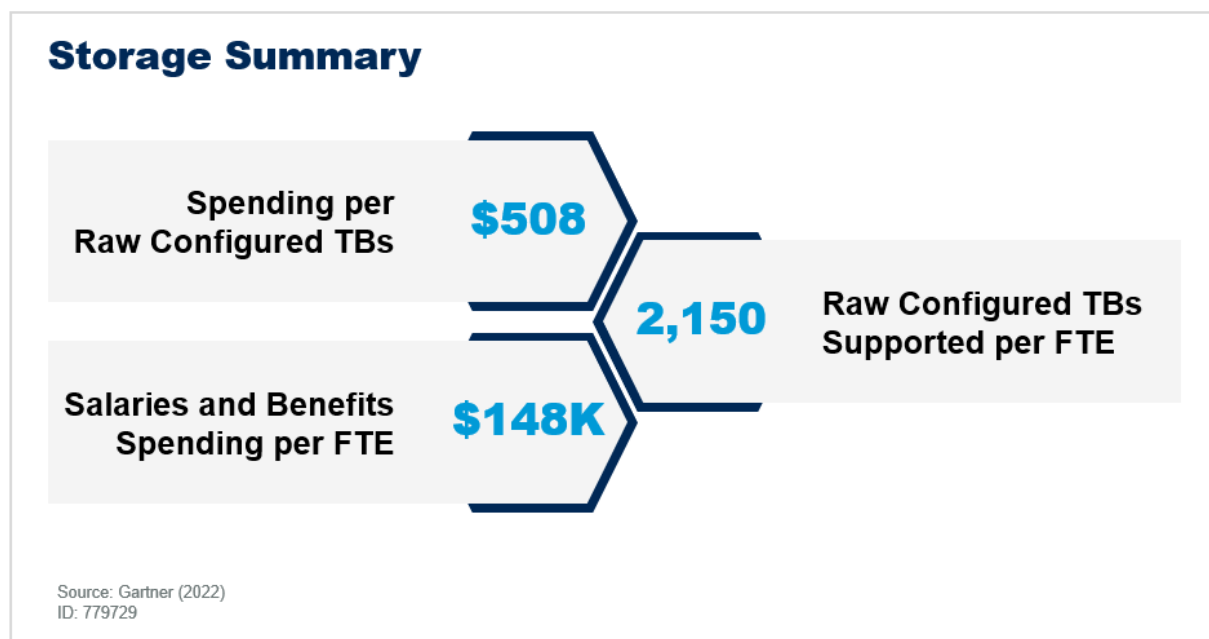 Storage Summary
Spending per
Raw Configured TBs
$508
2,150
Raw Configured TBs
Supported per FTE
Salaries and Benefits
Spending per FTE
$148K
Source: Gartner (2022)
ID: 779729